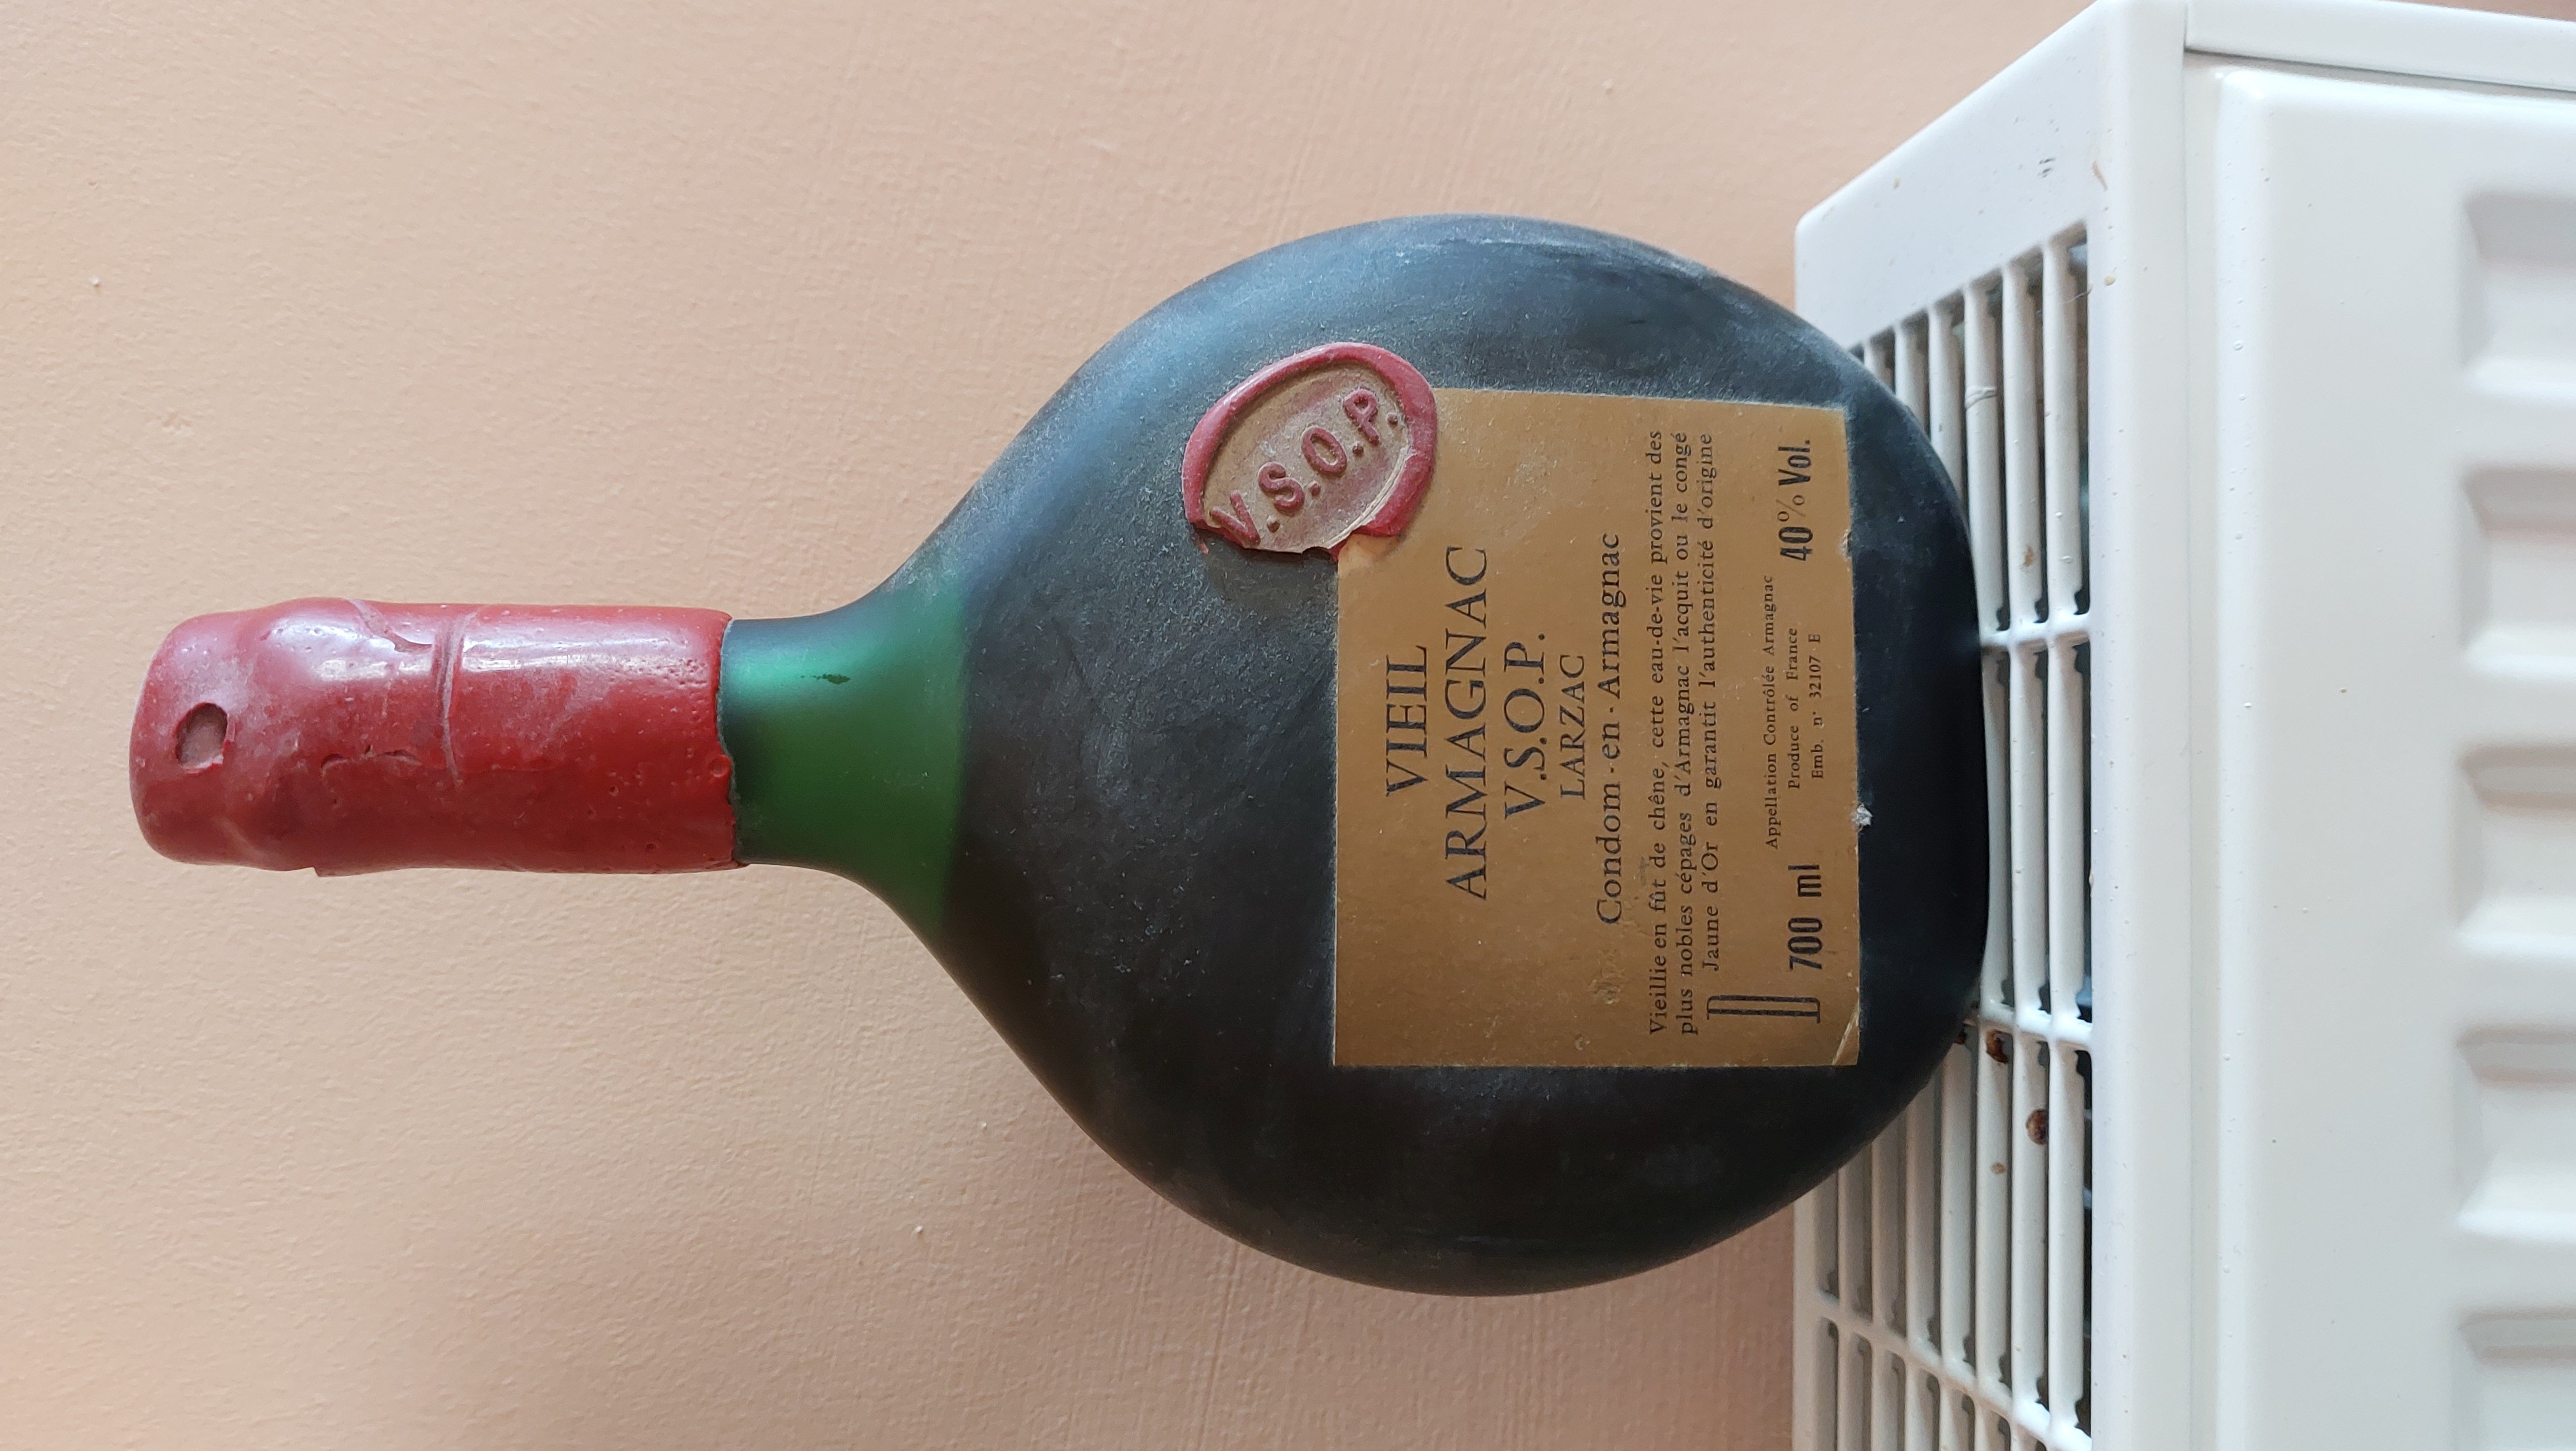 V.S.O.P.
VIEIL
ARMAGNAC
V.S.O.P.
LARZAC
Condom-en-Armagnac
Vieillie en fût de chêne, cette eau-de-vie provient des
plus nobles cépages d'Armagnac l'acquit ou le congé
Jaune d'Or en garantit l'authenticité d'origine
Appellation Contrôlée Armagnac
Produce of France
Emb. n° 32107 E
D 700 ml
40% Vol.